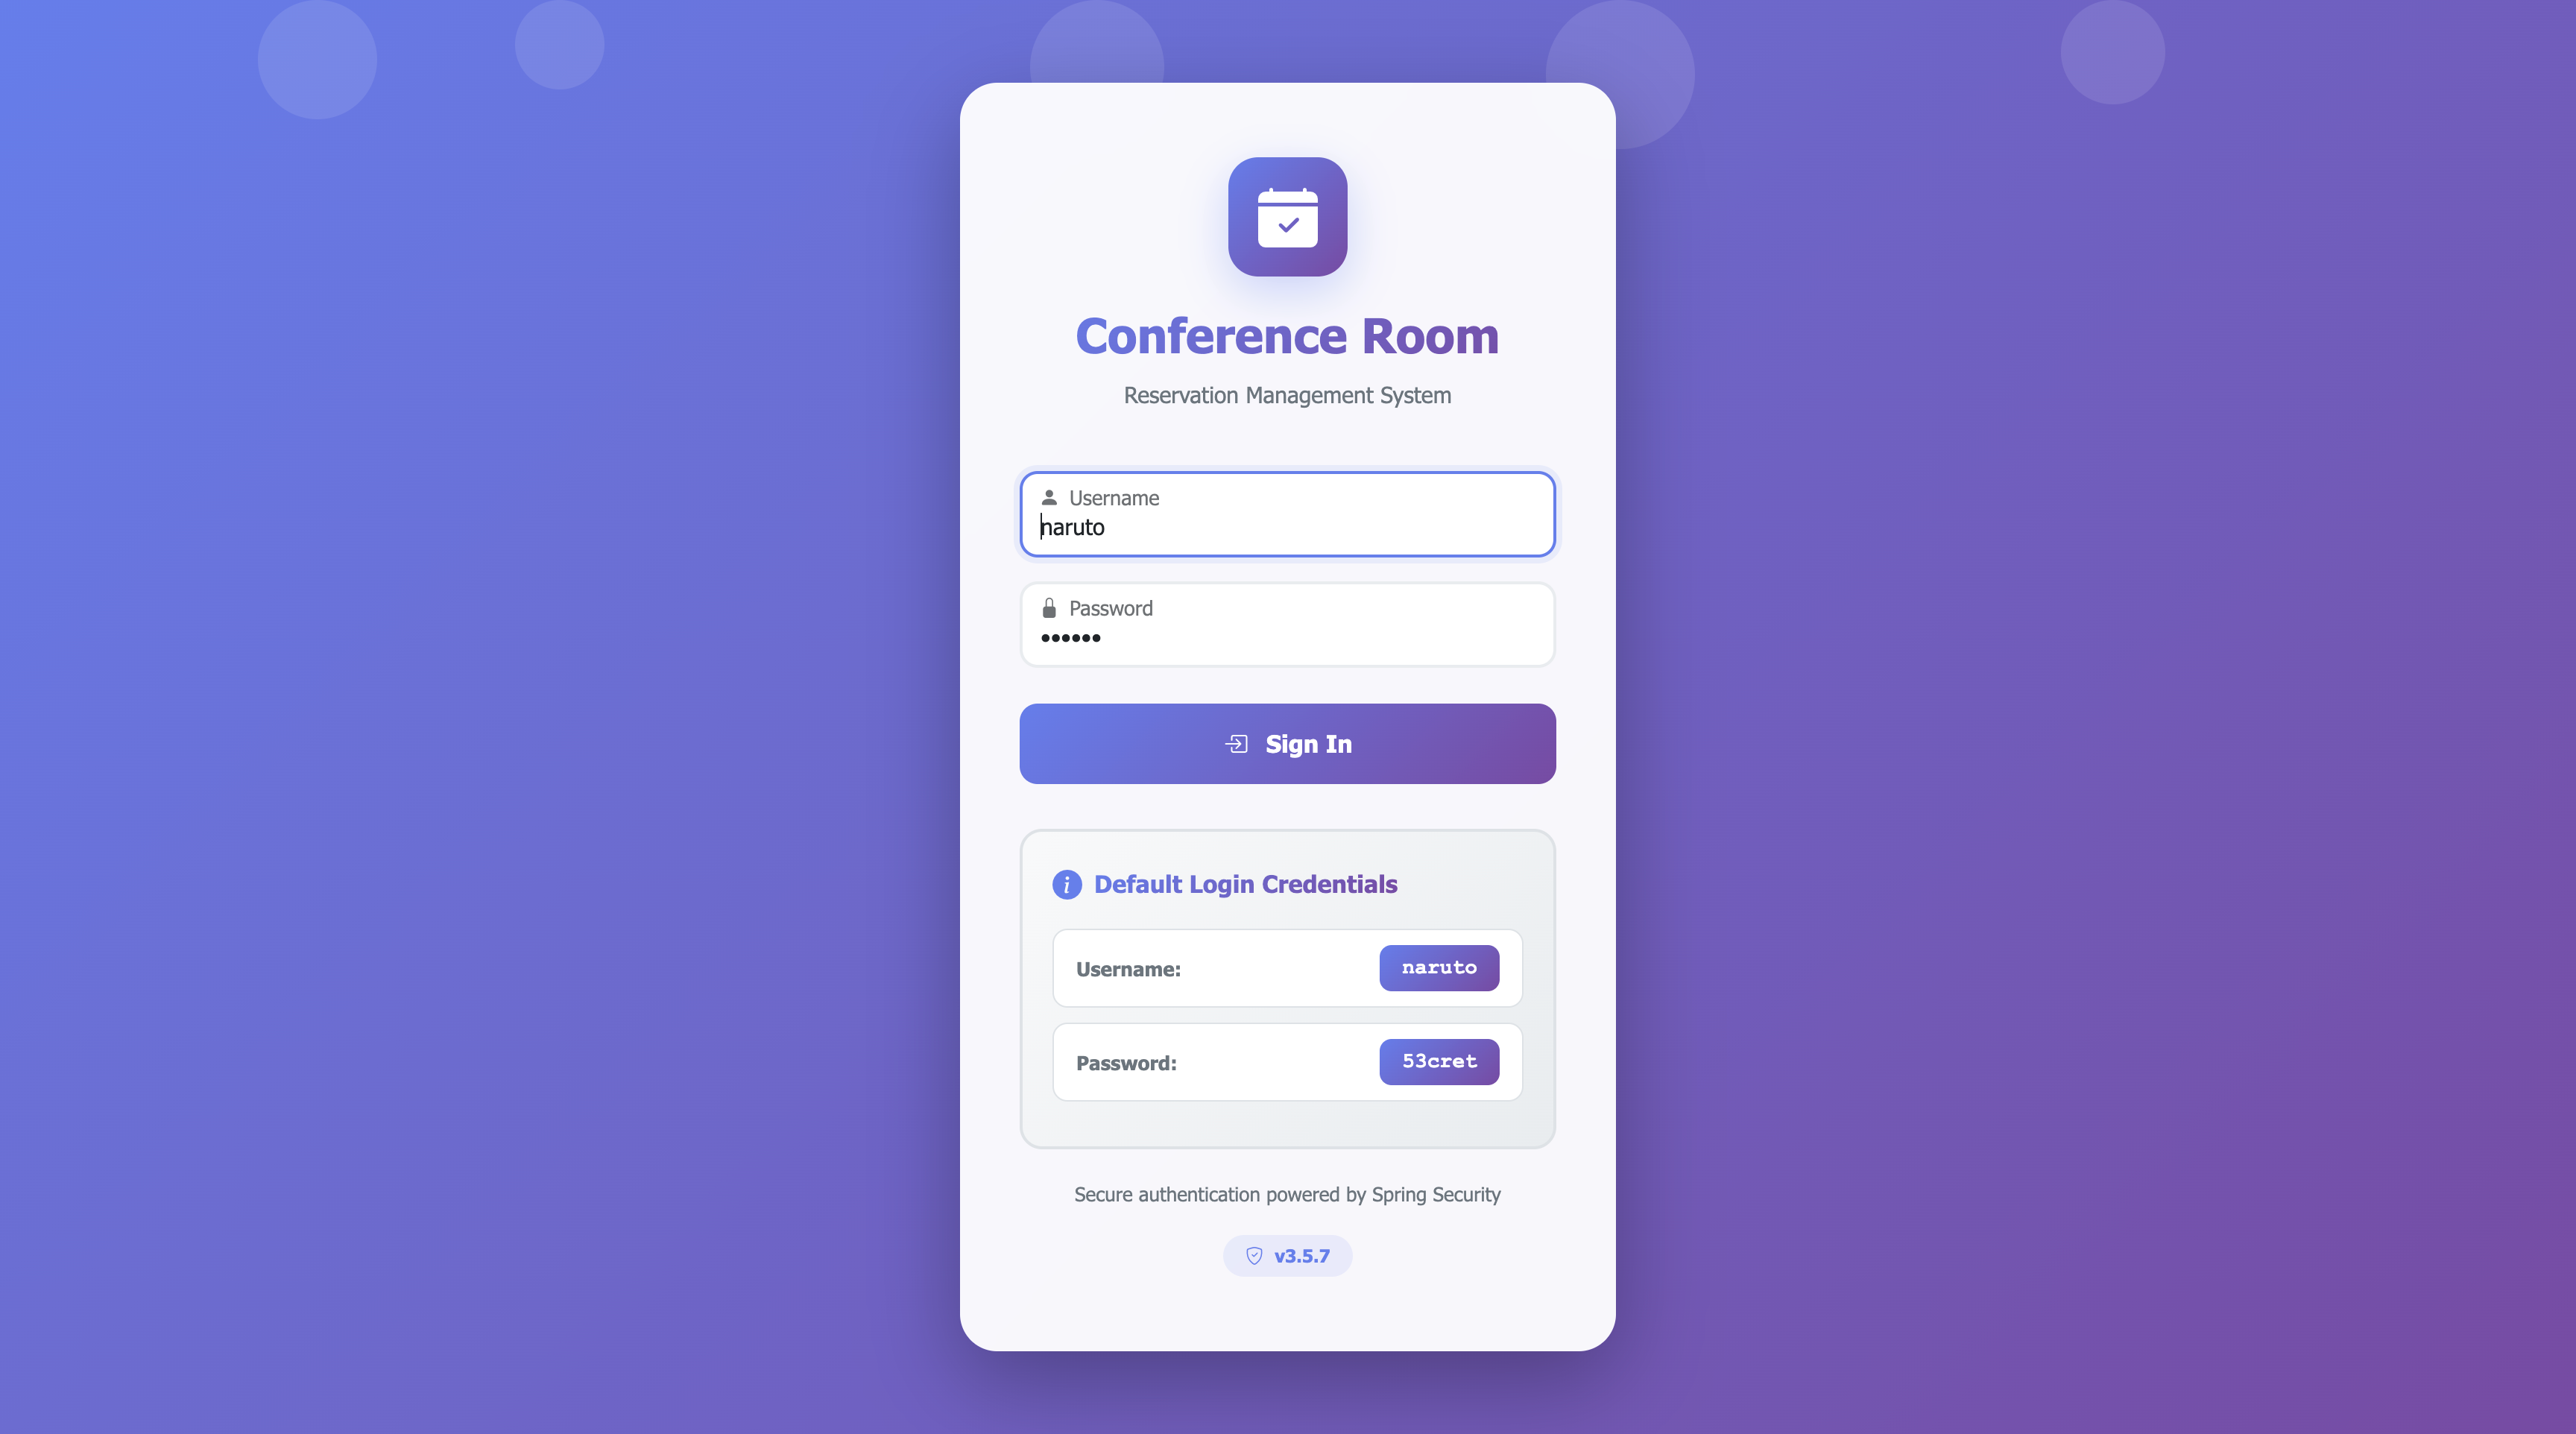 Conference Room
Reservation Management System
Username
naruto
Password
••••••
Sign In
i Default Login Credentials
Username: naruto
Password: 53cret
Secure authentication powered by Spring Security
v3.5.7